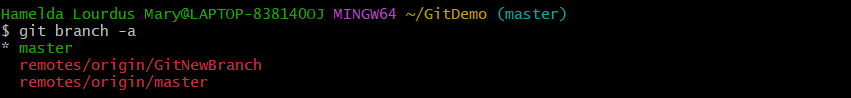 Hamelda Lourdus Mary@LAPTOP-838140OJ MINGW64 ~/GitDemo (master)
$ git branch -a
* master
  remotes/origin/GitNewBranch
  remotes/origin/master